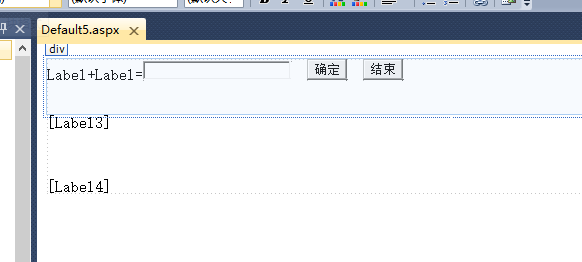 Default5.aspx
div
Label+Label=
确定
结束
[Label3]
[Label4]